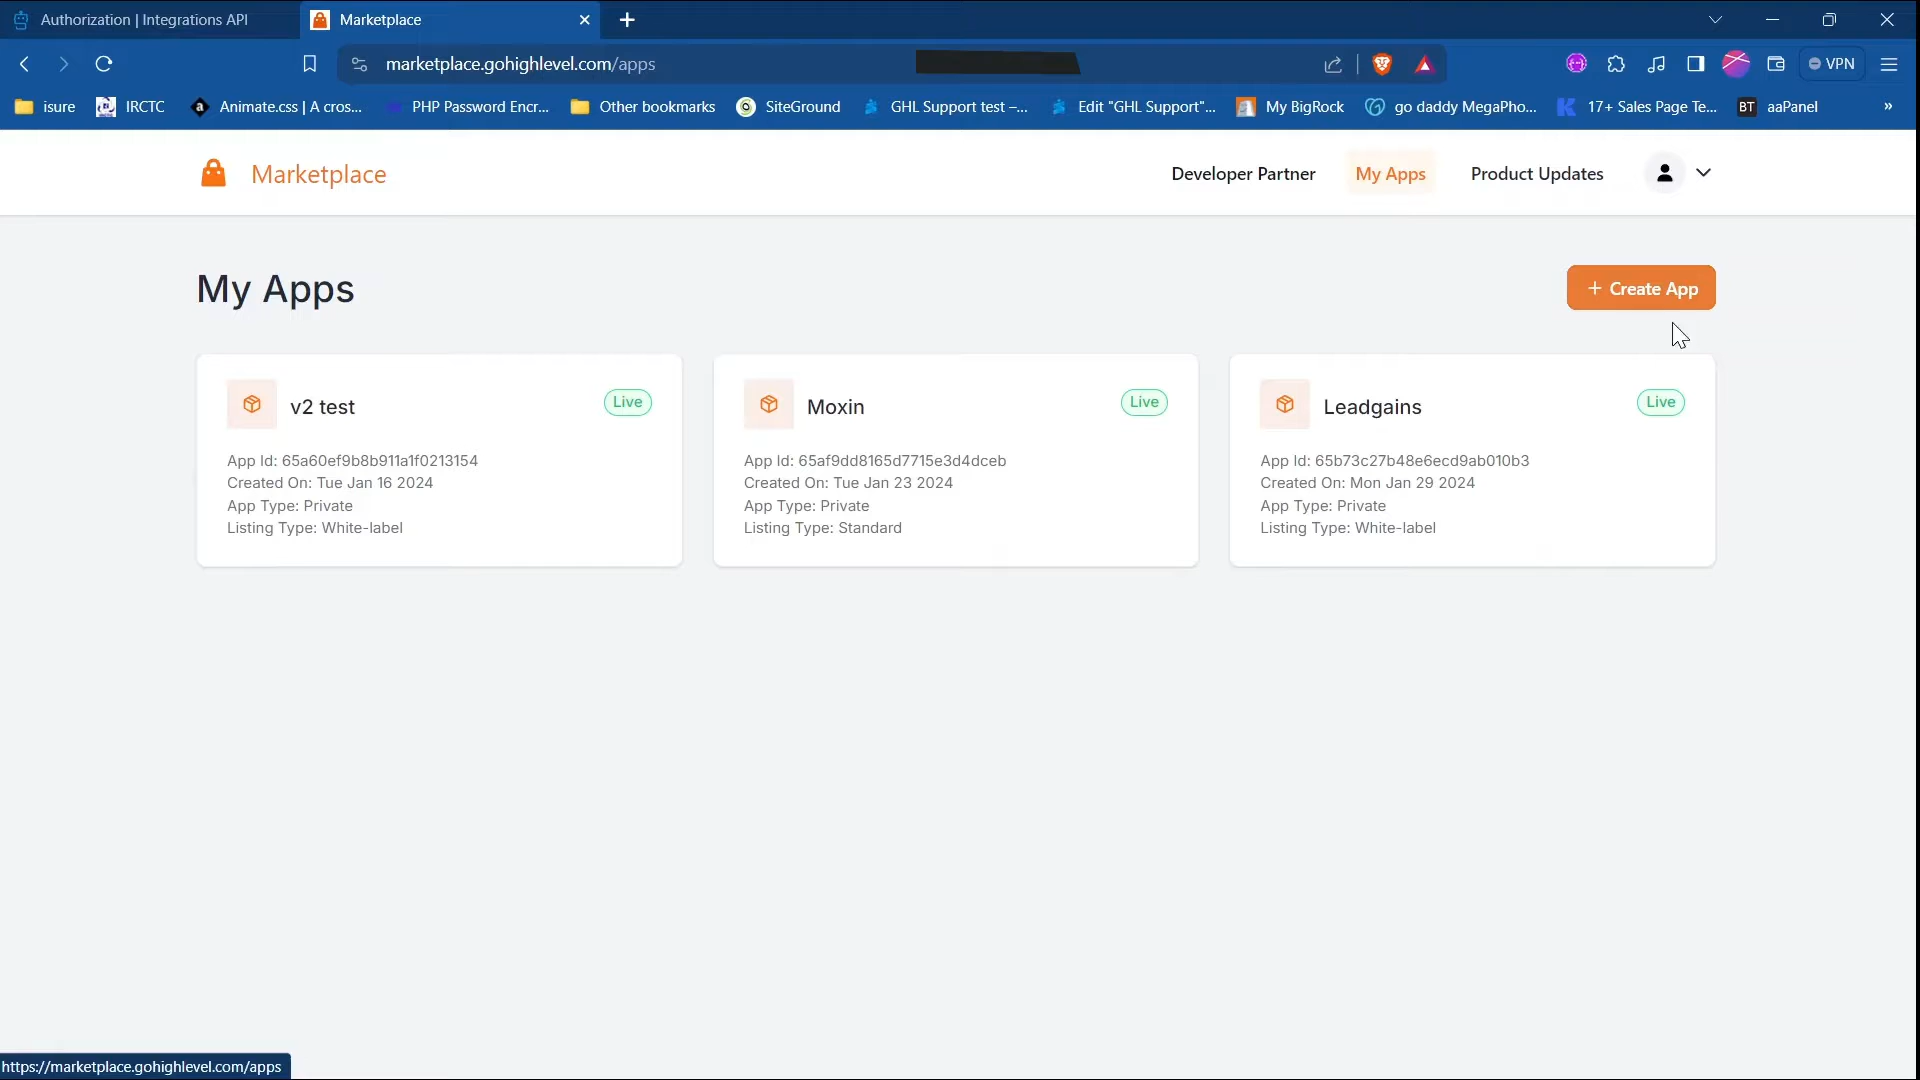 Authorization | Integrations API
Marketplace
marketplace.gohighlevel.com/apps
VPN
isure
IRCTC
Animate.css | A cros...
PHP Password Encr...
Other bookmarks
SiteGround
GHL Support test –...
Edit "GHL Support"...
My BigRock
go daddy MegaPho...
17+ Sales Page Te...
BT
aaPanel
»
Marketplace
Developer Partner
My Apps
Product Updates
My Apps
+ Create App
v2 test
Live
App Id: 65a60ef9b8b911a1f0213154
Created On: Tue Jan 16 2024
App Type: Private
Listing Type: White-label
Moxin
Live
App Id: 65af9dd8165d7715e3d4dceb
Created On: Tue Jan 23 2024
App Type: Private
Listing Type: Standard
Leadgains
Live
App Id: 65b73c27b48e6ecd9ab010b3
Created On: Mon Jan 29 2024
App Type: Private
Listing Type: White-label
https://marketplace.gohighlevel.com/apps